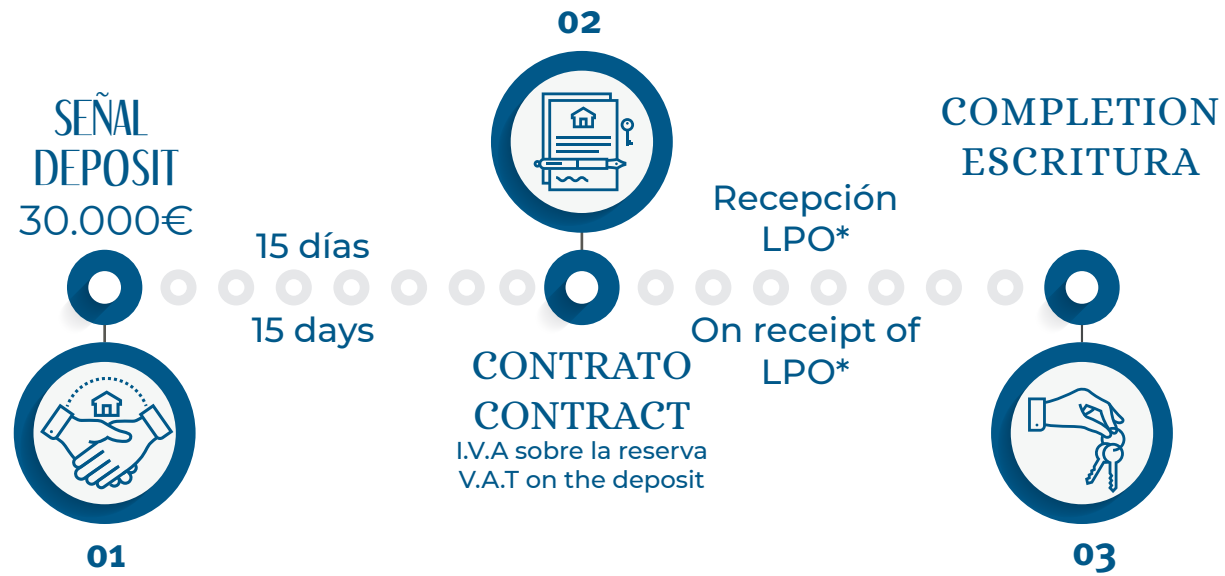 01
SEÑAL
DEPOSIT
30.000€
15 días
15 days
02
CONTRATO
CONTRACT
I.V.A sobre la reserva
V.A.T on the deposit
Recepción
LPO*
On receipt of
LPO*
COMPLETION
ESCRITURA
03